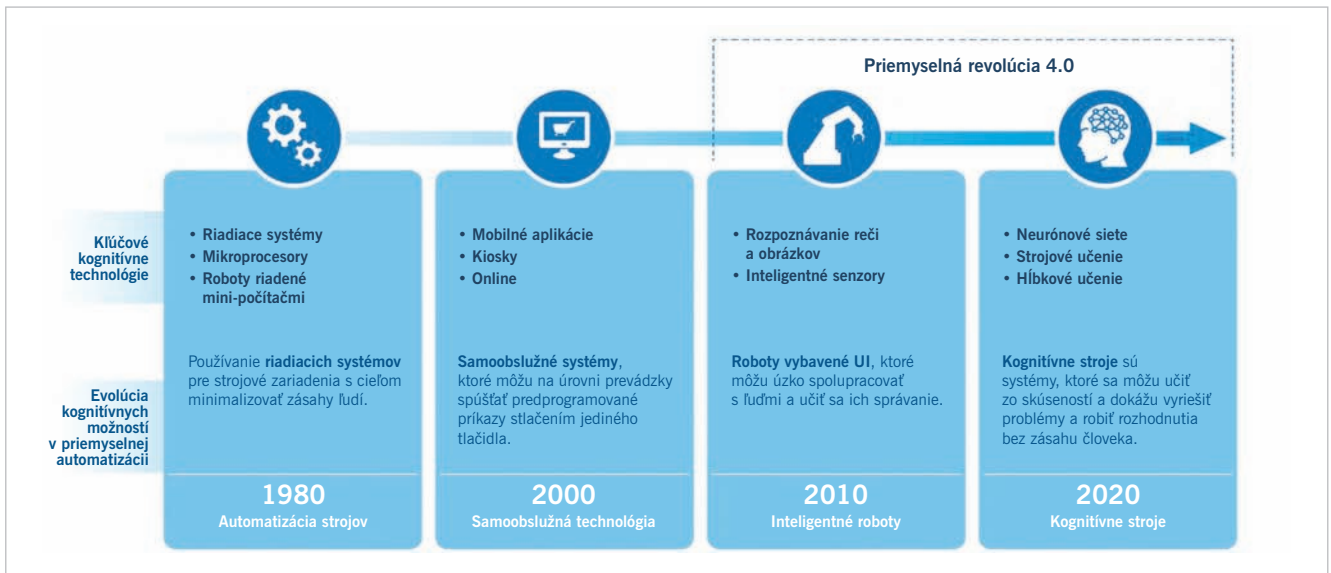 Priemyselná revolúcia 4.0
Kľúčové
kognitívne
technológie
• Riadiace systémy
• Mikroprocesory
• Roboty riadené
mini-počítačmi
• Mobilné aplikácie
• Kiosky
• Online
• Rozpoznávanie reči
a obrázkov
• Inteligentné senzory
• Neurónové siete
• Strojové učenie
• Hĺbkové učenie
Evolúcia
kognitívnych
možností
v priemyselnej
automatizácii
Používanie riadiacich systémov
pre strojové zariadenia s cieľom
minimalizovať zásahy ľudí.
Samoobslužné systémy,
ktoré môžu na úrovni prevádzky
spúšťať predprogramované
príkazy stlačením jediného
tlačidla.
Roboty vybavené UI, ktoré
môžu úzko spolupracovať
s ľuďmi a učiť sa ich správanie.
Kognitívne stroje sú
systémy, ktoré sa môžu učiť
zo skúseností a dokážu vyriešiť
problémy a robiť rozhodnutia
bez zásahu človeka.
1980
Automatizácia strojov
2000
Samoobslužná technológia
2010
Inteligentné roboty
2020
Kognitívne stroje